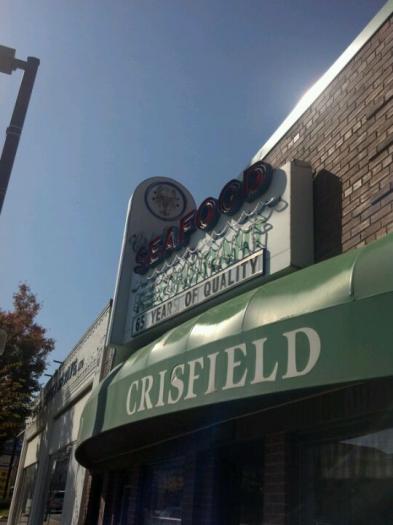 SEAFOOD
65 YEARS OF QUALITY
CRISFIELD